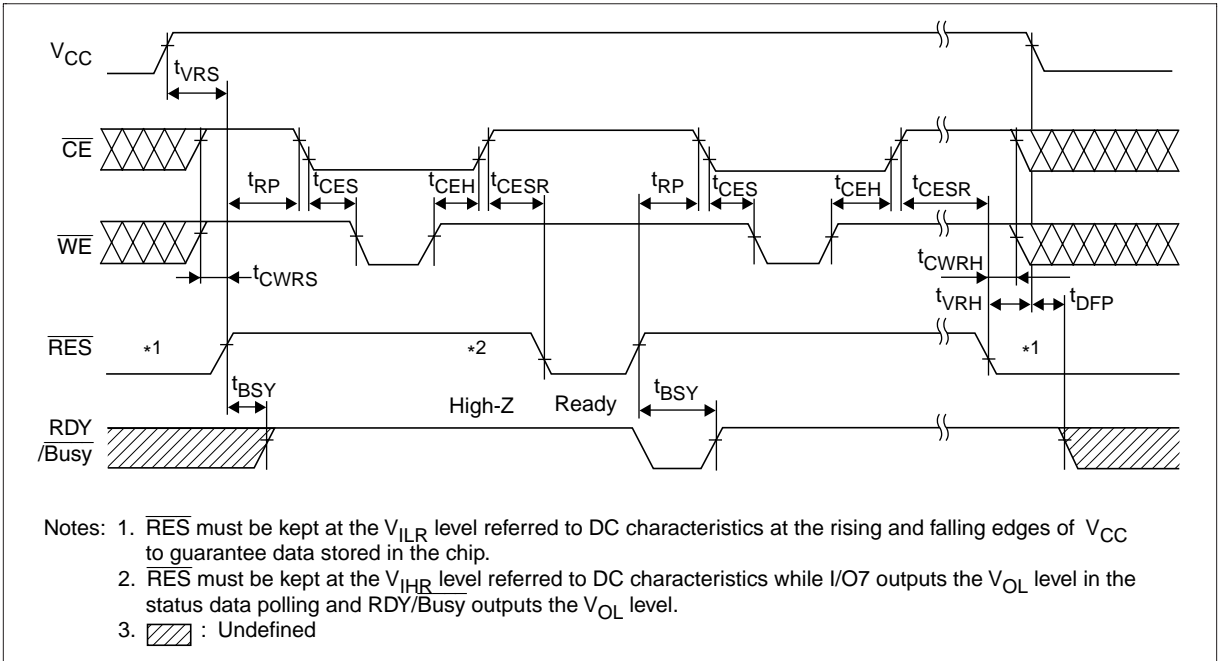 VCC
tVRS
CE
tRP tCES tCEH tCESR tRP tCES tCEH tCESR
WE
tCWRS tCWRH
tVRH tDFP
RES *1 *2 *1
tBSY tBSY
High-Z Ready
RDY
/Busy
Notes: 1. RES must be kept at the VILR level referred to DC characteristics at the rising and falling edges of VCC
to guarantee data stored in the chip.
2. RES must be kept at the VIHR level referred to DC characteristics while I/O7 outputs the VOL level in the
status data polling and RDY/Busy outputs the VOL level.
3. : Undefined